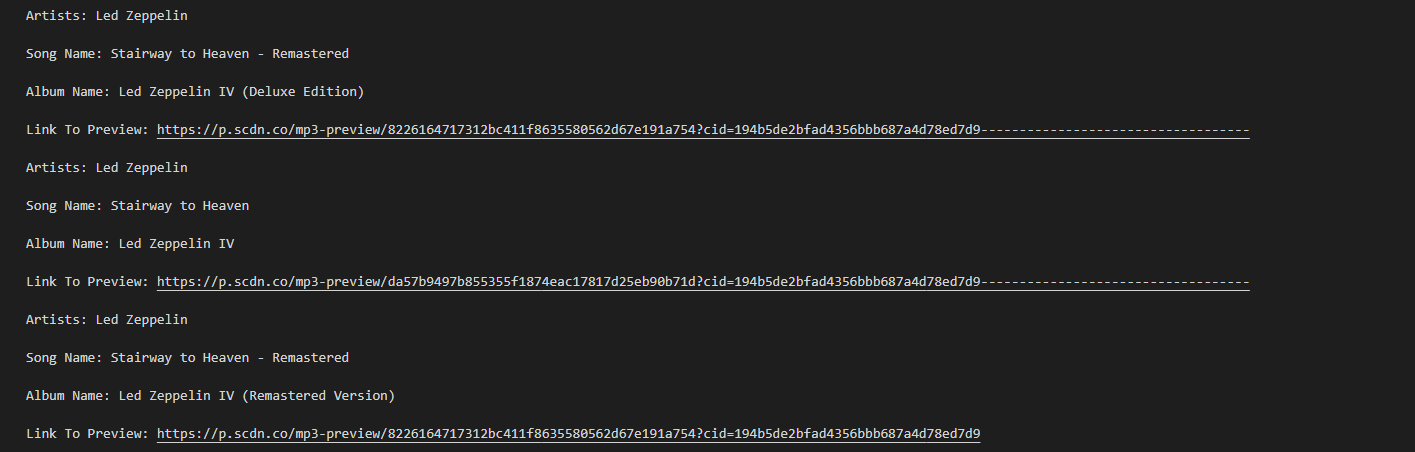 Artists: Led Zeppelin
Song Name: Stairway to Heaven - Remastered
Album Name: Led Zeppelin IV (Deluxe Edition)
Link To Preview: https://p.scdn.co/mp3-preview/8226164717312bc411f8635580562d67e191a754?cid=194b5de2bfad4356bbb687a4d78ed7d9-----------------------------------
Artists: Led Zeppelin
Song Name: Stairway to Heaven
Album Name: Led Zeppelin IV
Link To Preview: https://p.scdn.co/mp3-preview/da57b9497b855355f1874eac17817d25eb90b71d?cid=194b5de2bfad4356bbb687a4d78ed7d9-----------------------------------
Artists: Led Zeppelin
Song Name: Stairway to Heaven - Remastered
Album Name: Led Zeppelin IV (Remastered Version)
Link To Preview: https://p.scdn.co/mp3-preview/8226164717312bc411f8635580562d67e191a754?cid=194b5de2bfad4356bbb687a4d78ed7d9